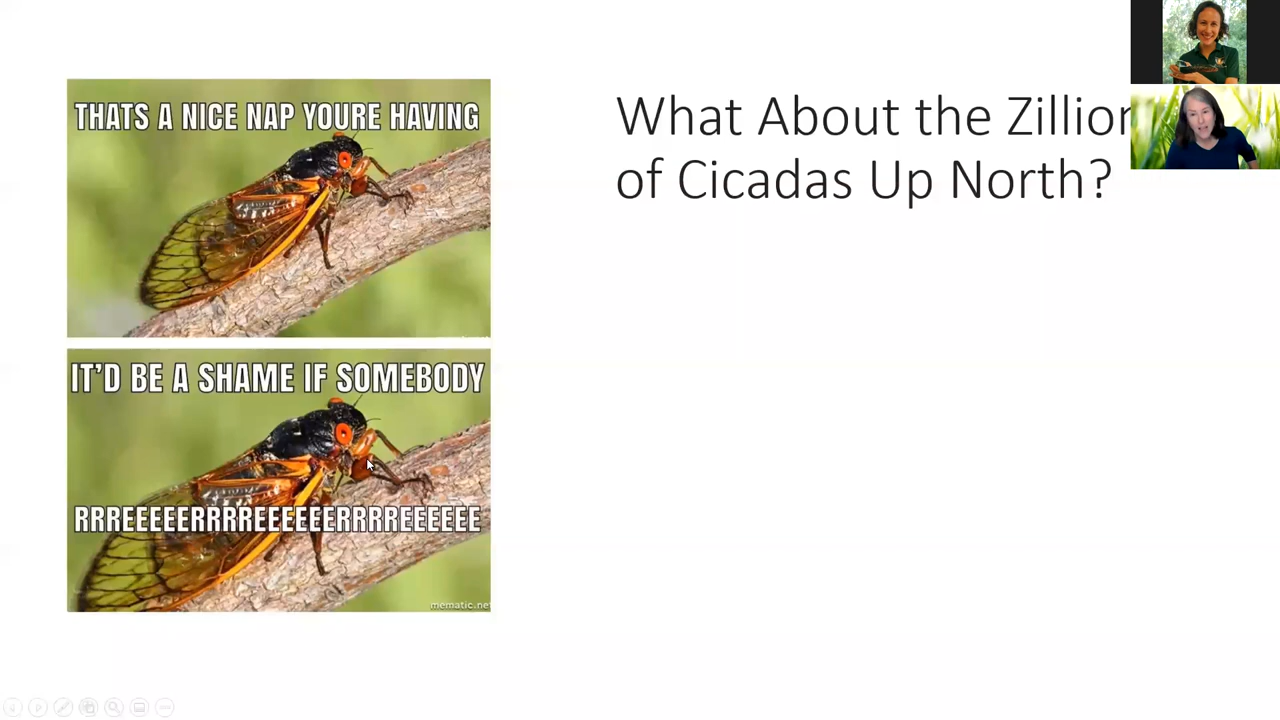 THATS A NICE NAP YOURE HAVING
IT'D BE A SHAME IF SOMEBODY
RRREEEEERRRREEEEEERRRREEEEEE
mematic.net
What About the Zillion
of Cicadas Up North?